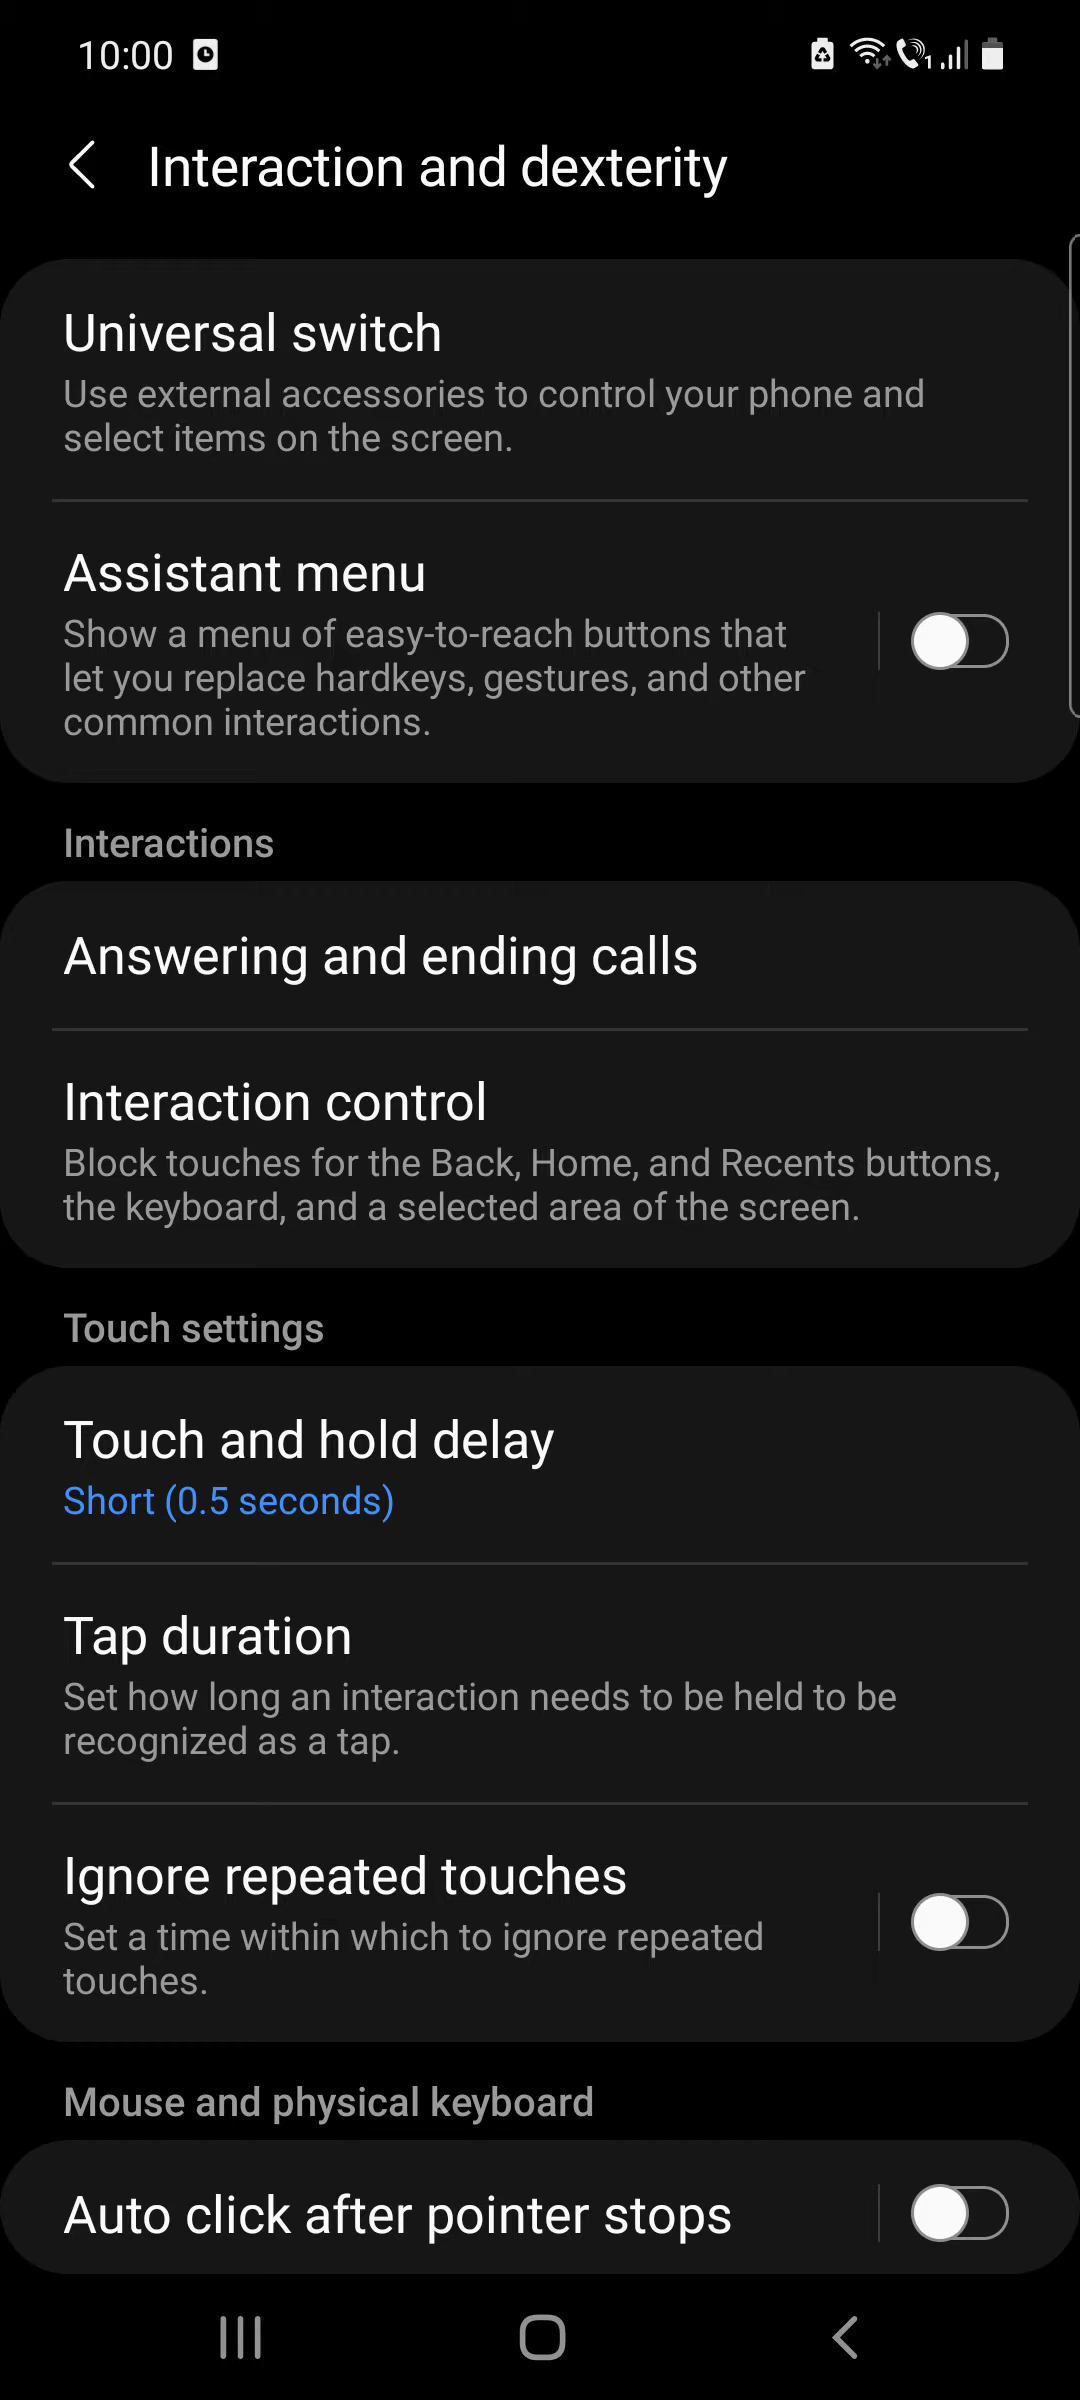 10:00
1
Interaction and dexterity
Universal switch
Use external accessories to control your phone and
select items on the screen.
Assistant menu
Show a menu of easy-to-reach buttons that
let you replace hardkeys, gestures, and other
common interactions.
Interactions
Answering and ending calls
Interaction control
Block touches for the Back, Home, and Recents buttons,
the keyboard, and a selected area of the screen.
Touch settings
Touch and hold delay
Short (0.5 seconds)
Tap duration
Set how long an interaction needs to be held to be
recognized as a tap.
Ignore repeated touches
Set a time within which to ignore repeated
touches.
Mouse and physical keyboard
Auto click after pointer stops